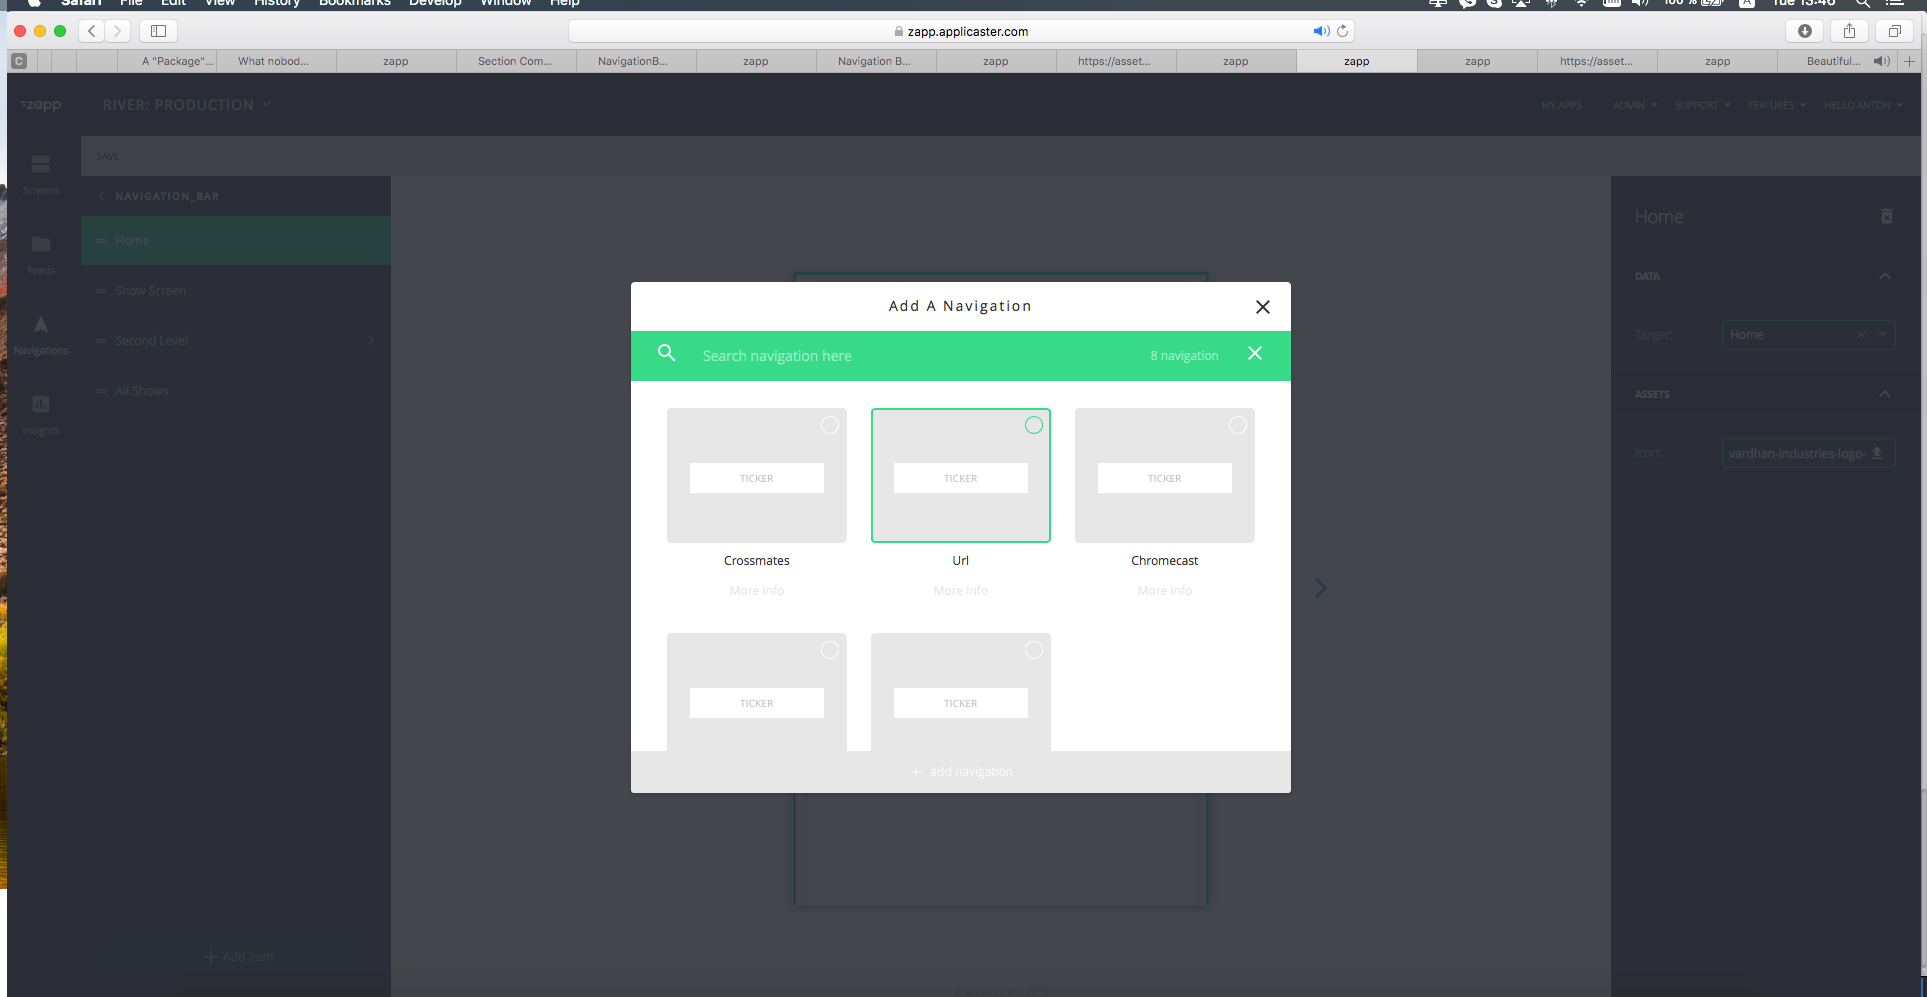 Safari File Edit View History Bookmarks Develop Window Help 100 % A Tue 13:46
zapp.applicaster.com
C A "Package"... What nobod... zapp Section Com... NavigationB... zapp Navigation B... zapp https://asset... zapp zapp zapp https://asset... zapp Beautiful...
zapp RIVER: PRODUCTION MY APPS ADMIN SUPPORT FEATURES HELLO ANTON
SAVE
Screens
Feeds
Navigations
Insights
NAVIGATION_BAR
Home
Show Screen
Second Level
All Shows
+ Add item
Add A Navigation
Search navigation here 8 navigation
TICKER TICKER TICKER
Crossmates Url Chromecast
More Info More Info More Info
TICKER TICKER
+ add navigation
Home
DATA
Target: Home
ASSETS
Icon: vardhan-industries-logo-